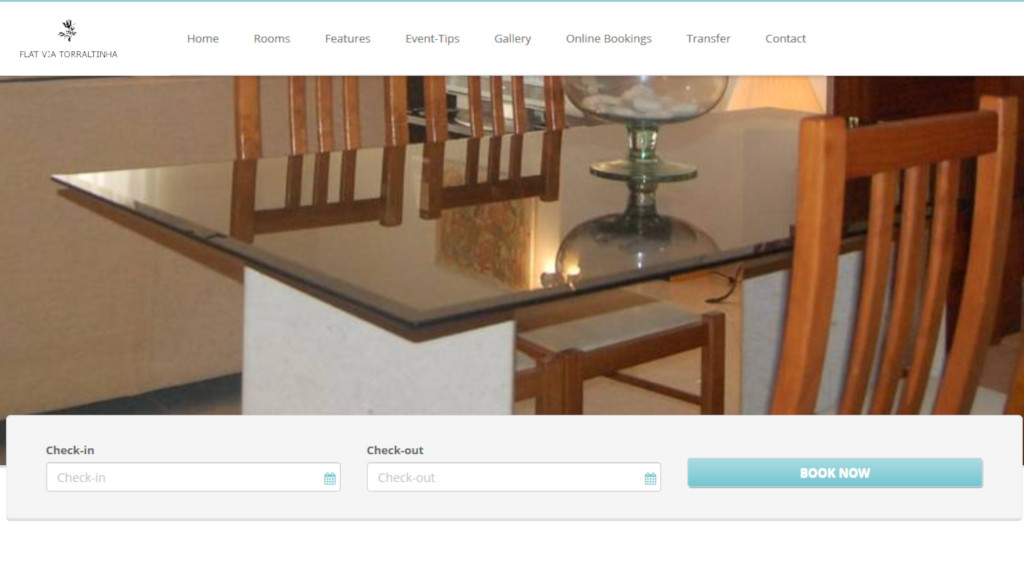 FLAT VIA TORRALTINHA
Home
Rooms
Features
Event-Tips
Gallery
Online Bookings
Transfer
Contact
Check-in
Check-out
Check-in
Check-out
BOOK NOW